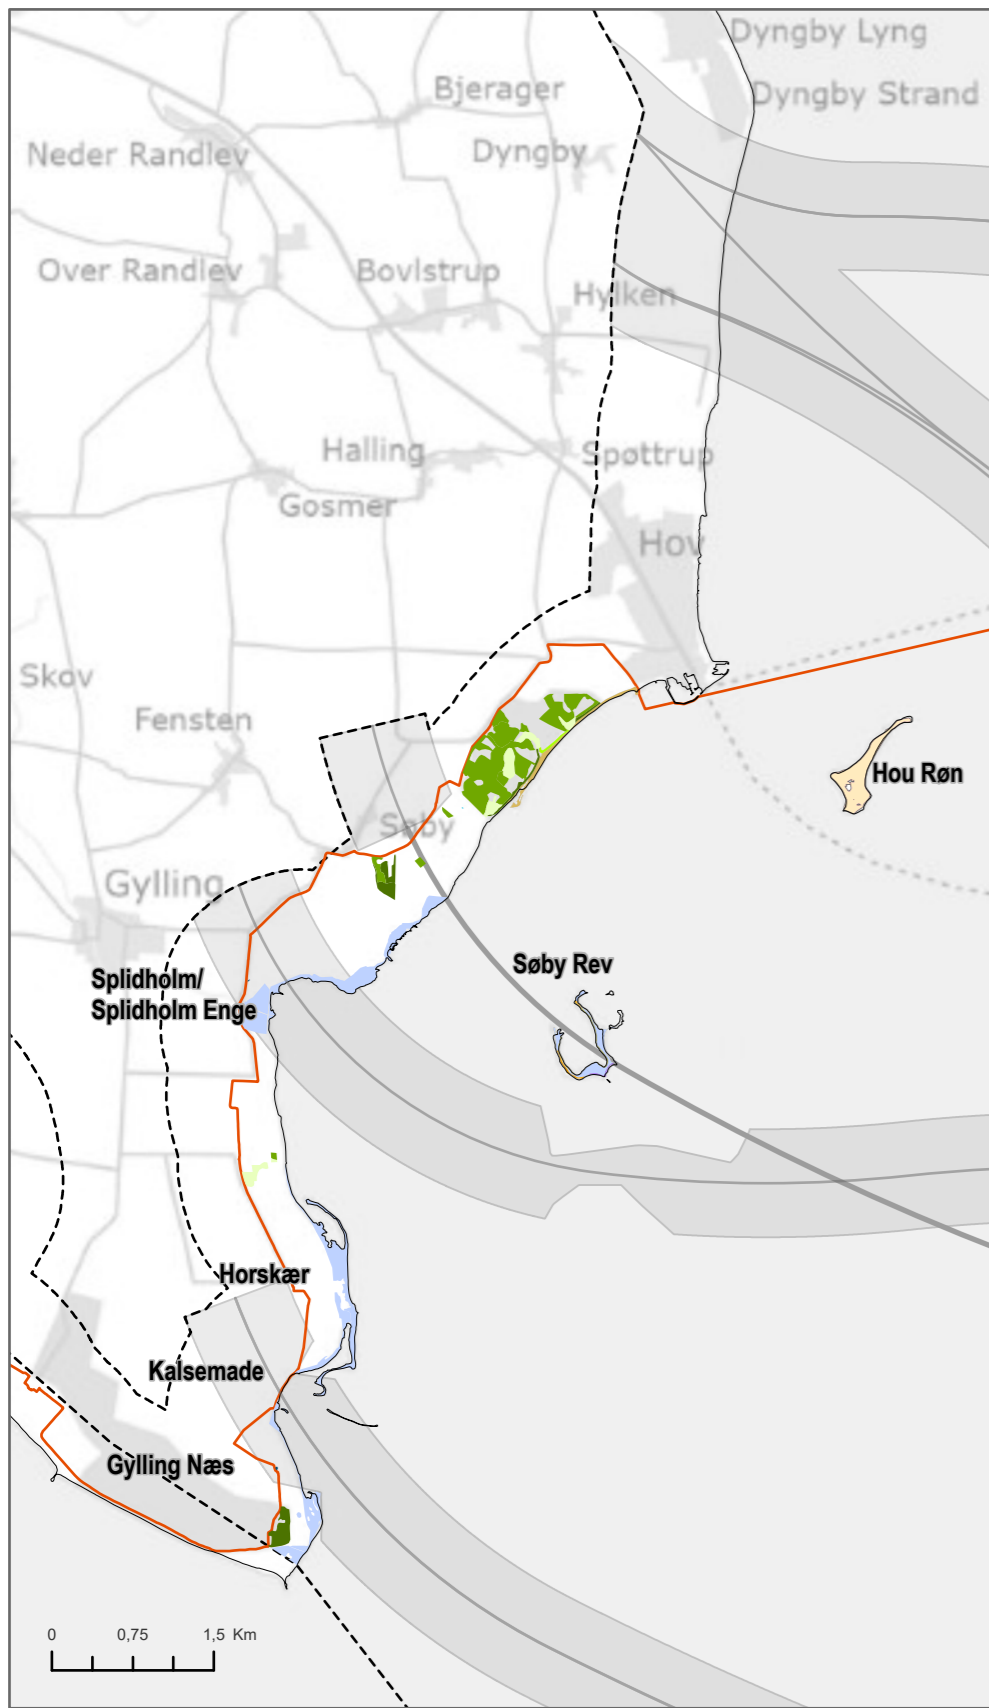 Dyngby Lyng
Bjerager
Dyngby Strand
Neder Randlev
Dyngby
Over Randlev
Bovlstrup
Hylken
Halling
Spøttrup
Gosmer
Hov
Skov
Fensten
Hou Røn
Søby
Gylling
Søby Rev
Splidholm/
Splidholm Enge
Horskær
Kalsemade
Gylling Næs
0 0,75 1,5 Km